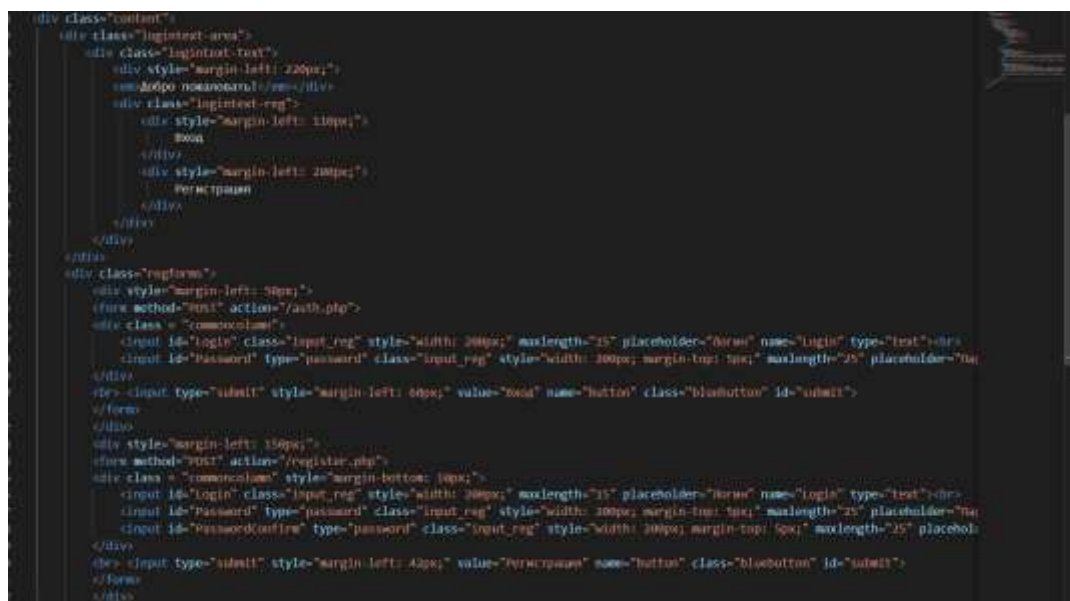 <div class="content">
<div class="logintext-area">
<div class="logintext-text">
<div style="margin-left: 220px;">
<em>Добро пожаловать!</em></div>
<div class="logintext-reg">
<div style="margin-left: 110px;">
Вход
</div>
<div style="margin-left: 280px;">
Регистрация
</div>
</div>
</div>
</div>
<div class="regforms">
<div style="margin-left: 50px;">
<form method="POST" action="/auth.php">
<div class = "commoncolumn">
<input id="Login" class="input_reg" style="width: 200px;" maxlength="15" placeholder="Логин" name="Login" type="text"><br>
<input id="Password" type="password" class="input_reg" style="width: 200px; margin-top: 5px;" maxlength="25" placeholder="Па
</div>
<br> <input type="submit" style="margin-left: 60px;" value="Вход" name="button" class="bluebutton" id="submit">
</form>
</div>
<div style="margin-left: 150px;">
<form method="POST" action="/register.php">
<div class = "commoncolumn" style="margin-bottom: 10px;">
<input id="Login" class="input_reg" style="width: 200px;" maxlength="15" placeholder="Логин" name="Login" type="text"><br>
<input id="Password" type="password" class="input_reg" style="width: 200px; margin-top: 5px;" maxlength="25" placeholder="Па
<input id="PasswordConfirm" type="password" class="input_reg" style="width: 200px; margin-top: 5px;" maxlength="25" placehol
</div>
<br> <input type="submit" style="margin-left: 42px;" value="Регистрация" name="button" class="bluebutton" id="submit">
</form>
</div>